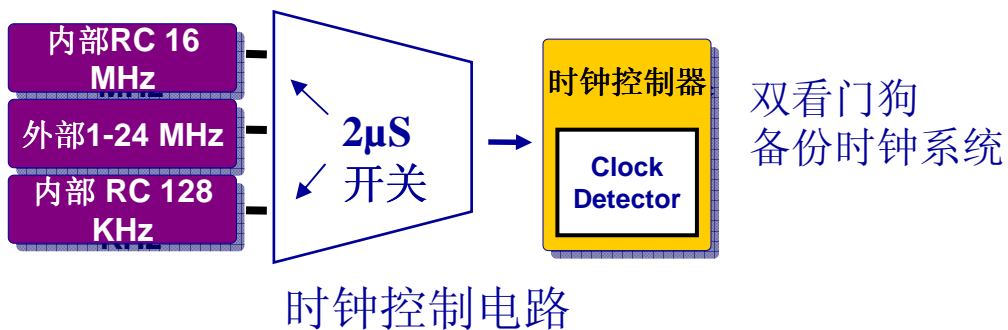 内部RC 16
MHz
外部1-24 MHz
内部 RC 128
KHz
2μS
开关
时钟控制器
Clock
Detector
双看门狗
备份时钟系统
时钟控制电路